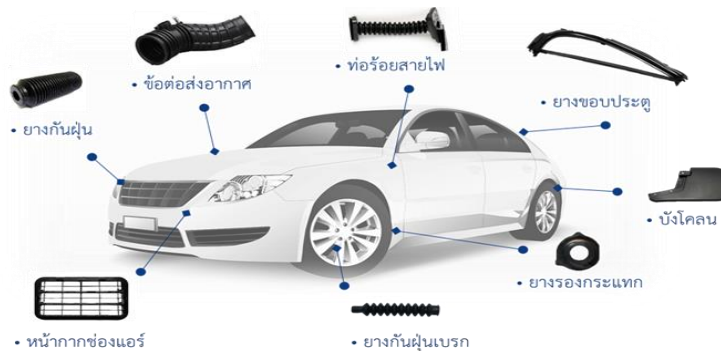 • ข้อต่อส่งอากาศ
• ท่อร้อยสายไฟ
• ยางขอบประตู
• ยางกันฝุ่น
• บังโคลน
• ยางรองกระแทก
• หน้ากากช่องแอร์
• ยางกันฝุ่นเบรก